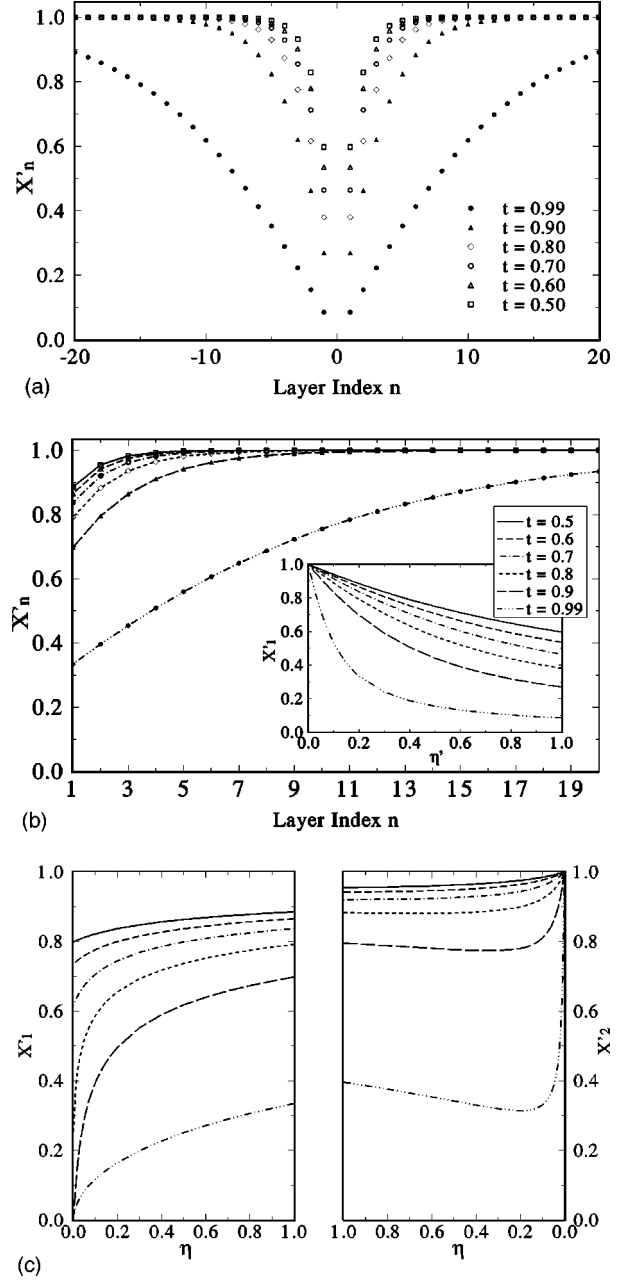 1.0
0.8
0.6
0.4
0.2
0.0
X'n
t = 0.99
t = 0.90
t = 0.80
t = 0.70
t = 0.60
t = 0.50
-20 -10 0 10 20
Layer Index n
(a)
1.0
0.8
0.6
0.4
0.2
0.0
X'n
t = 0.5
t = 0.6
t = 0.7
t = 0.8
t = 0.9
t = 0.99
1.0
0.8
0.6
0.4
0.2
0.0
X'1
0.0 0.2 0.4 0.6 0.8 1.0
η'
1 3 5 7 9 11 13 15 17 19
Layer Index n
(b)
1.0
0.8
0.6
0.4
0.2
0.0
X'1
0.0 0.2 0.4 0.6 0.8 1.0
η
1.0
0.8
0.6
0.4
0.2
0.0
X'2
1.0 0.8 0.6 0.4 0.2 0.0
η
(c)